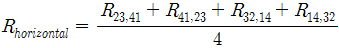 R_horizontal = (R_23,41 + R_41,23 + R_32,14 + R_14,32) / 4